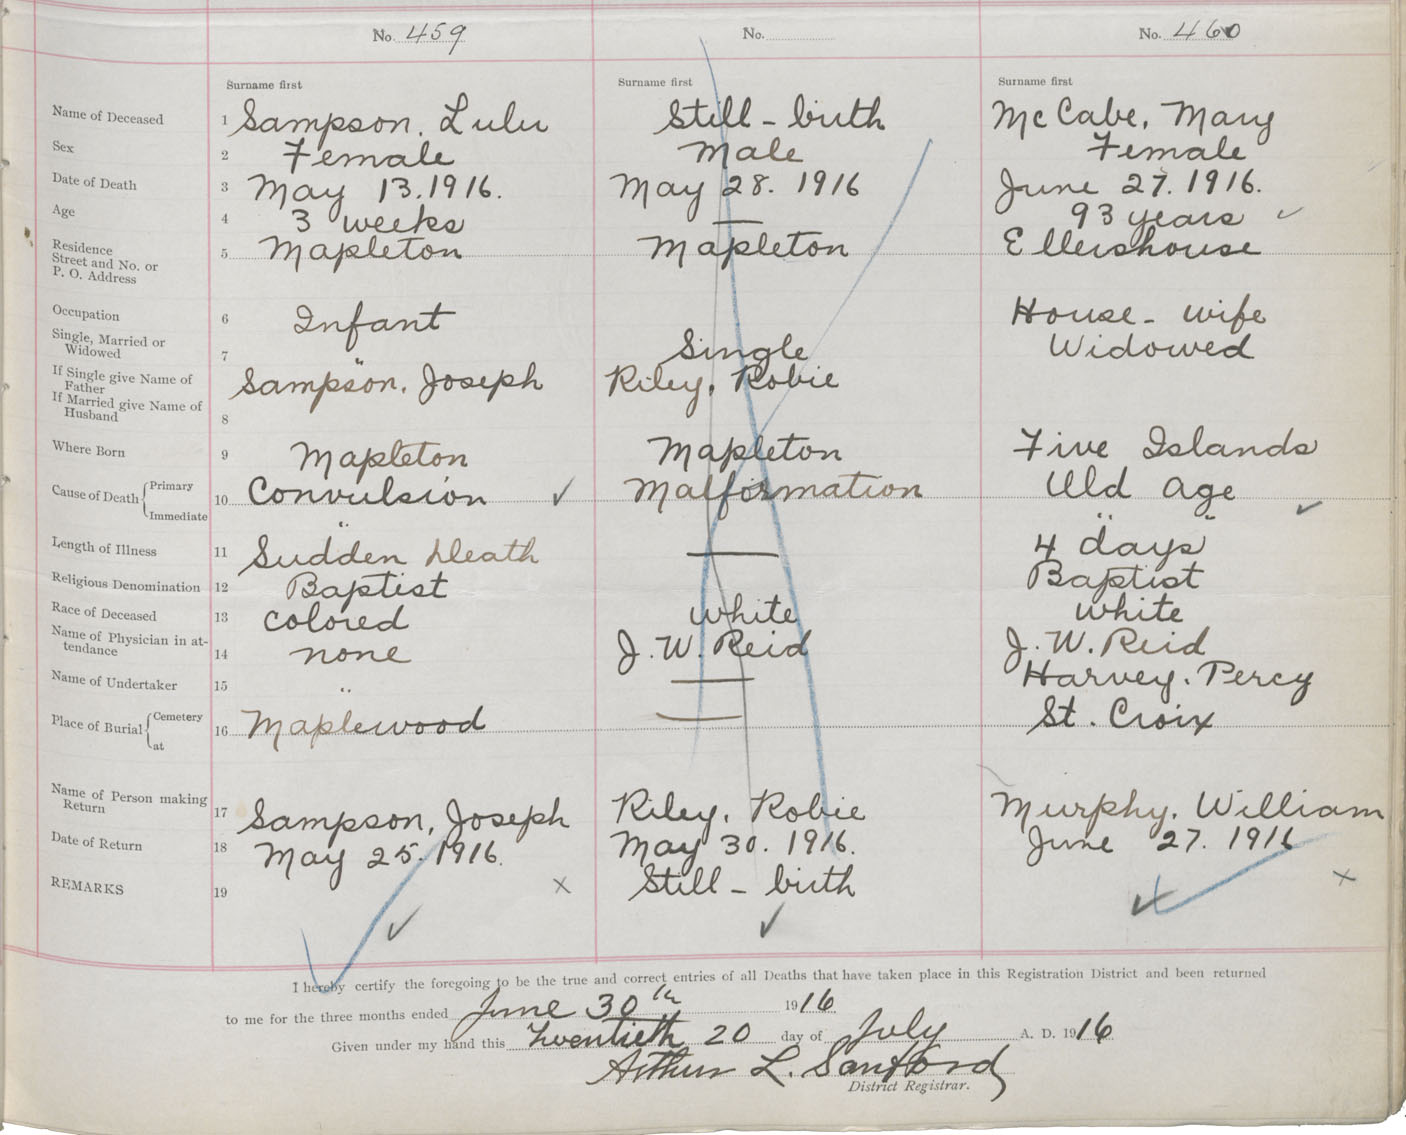 No. 459 No. No. 460
Surname first Surname first Surname first
Name of Deceased 1 Sampson, Lulu Still - birth McCabe, Mary
Sex 2 Female Male Female
Date of Death 3 May 13. 1916. May 28. 1916 June 27. 1916.
Age 4 3 weeks — 93 years ✓
Residence
Street and No. or
P. O. Address 5 Mapleton Mapleton Ellershouse
Occupation 6 Infant House - wife
Single, Married or
Widowed 7 " Single Widowed
If Single give Name of
Father Sampson, Joseph Riley, Robie
If Married give Name of
Husband 8
Where Born 9 Mapleton Mapleton Five Islands
Cause of Death { Primary
10 Convulsion ✓ Malformation Old Age
Immediate " " " ✓
Length of Illness 11 Sudden Death — 4 days
Religious Denomination 12 Baptist Baptist
Race of Deceased 13 Colored White White
Name of Physician in at-
tendance 14 none J. W. Reid J. W. Reid
Name of Undertaker 15 " — Harvey, Percy
Place of Burial { Cemetery
16 Maplewood — St. Croix
at
Name of Person making
Return 17 Sampson, Joseph Riley, Robie Murphy, William
Date of Return 18 May 25. 1916. May 30. 1916. June 27. 1916
REMARKS 19 x Still - birth x
✓ ✓ ✓
I hereby certify the foregoing to be the true and correct entries of all Deaths that have taken place in this Registration District and been returned
to me for the three months ended June 30th 1916
Given under my hand this Twentieth 20 day of July A. D. 1916
Arthur L. Sanford
District Registrar.